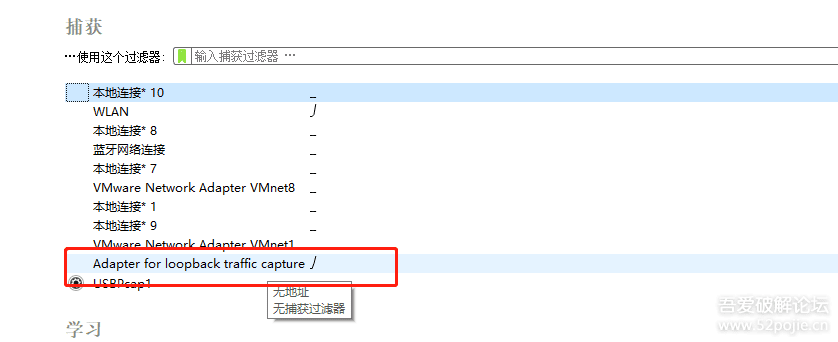 捕获
…使用这个过滤器: 输入捕获过滤器 …
本地连接* 10
WLAN
本地连接* 8
蓝牙网络连接
本地连接* 7
VMware Network Adapter VMnet8
本地连接* 1
本地连接* 9
VMware Network Adapter VMnet1
Adapter for loopback traffic capture
USBPcap1
无地址
无捕获过滤器
学习
吾爱破解论坛
www.52pojie.cn